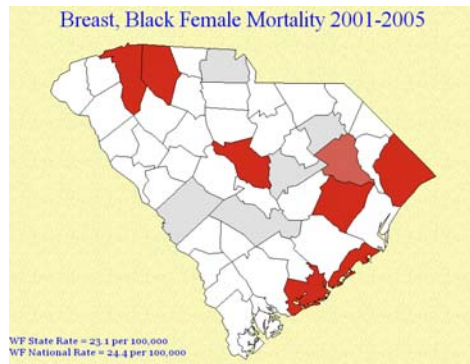 Breast, Black Female Mortality 2001-2005
WF State Rate = 23.1 per 100,000
WF National Rate = 24.4 per 100,000